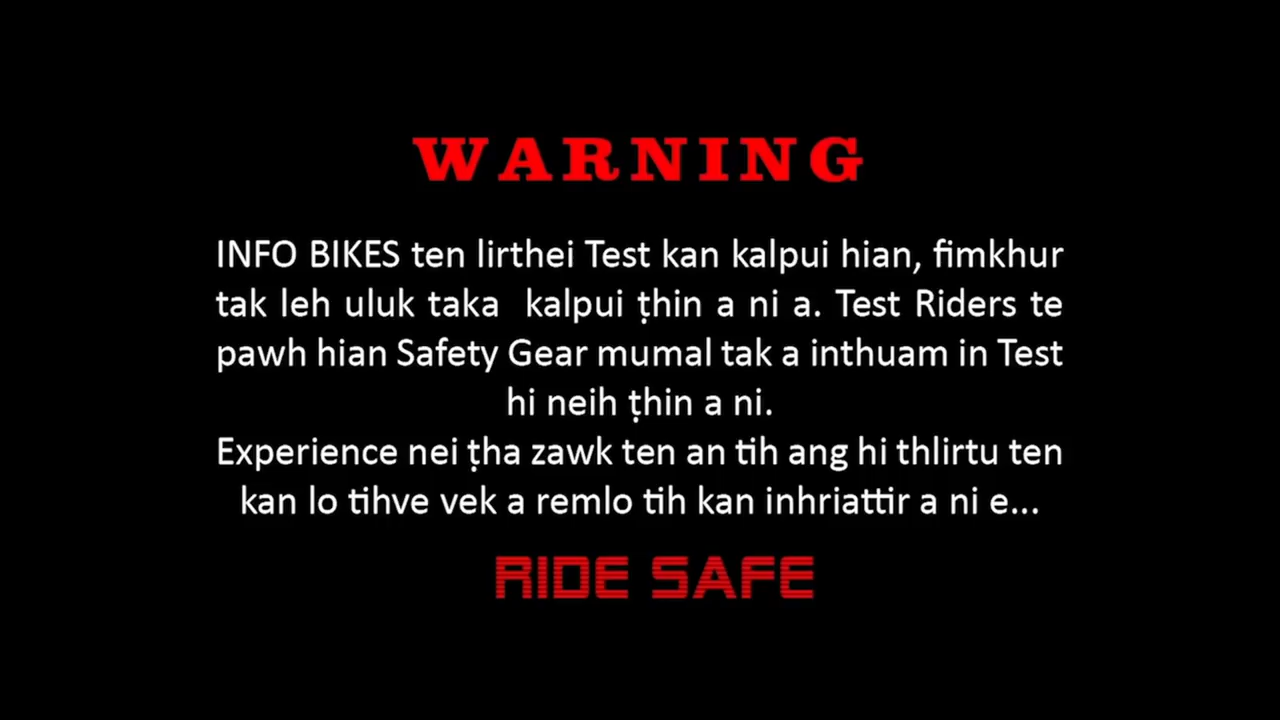 WARNING
INFO BIKES ten lirthei Test kan kalpui hian, fimkhur
tak leh uluk taka kalpui ṭhin a ni a. Test Riders te
pawh hian Safety Gear mumal tak a inthuam in Test
hi neih ṭhin a ni.
Experience nei ṭha zawk ten an tih ang hi thlirtu ten
kan lo tihve vek a remlo tih kan inhriattir a ni e...
RIDE SAFE